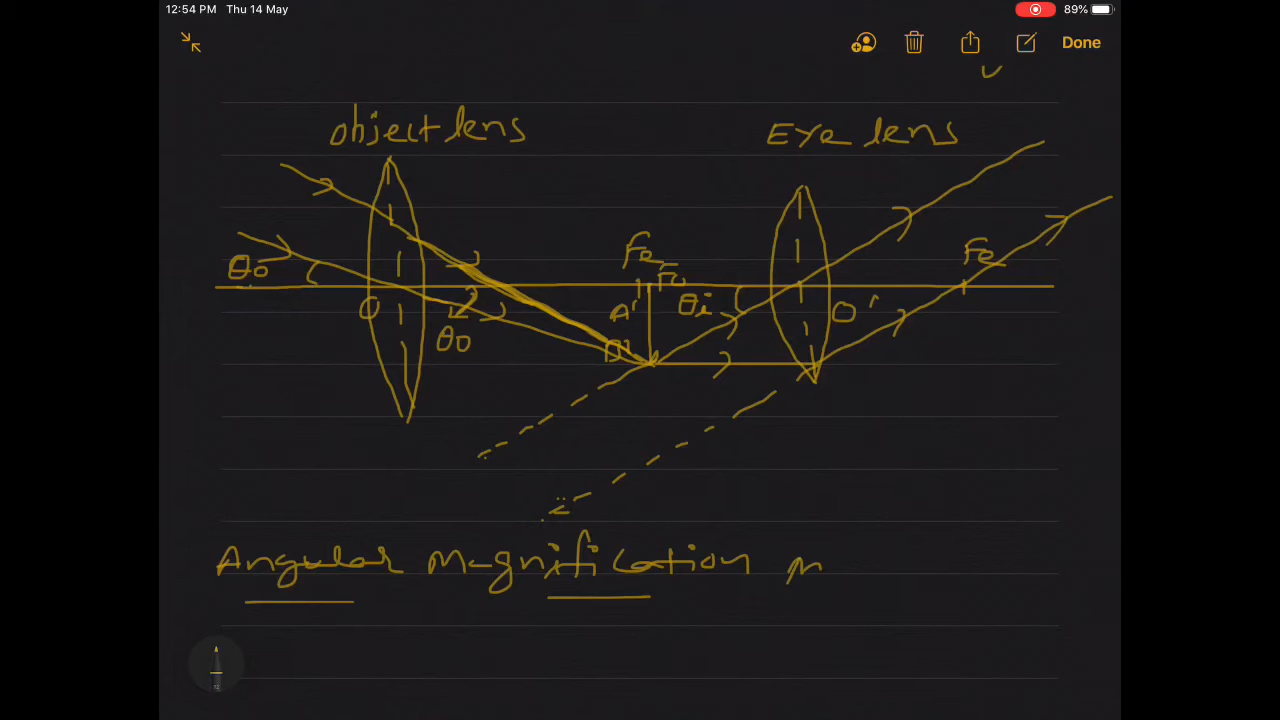 12:54 PM Thu 14 May
89%
Done
object lens
Eye lens
Fe
Fo
Fe
θo
A'
θi
O
O'
θo
B'
Angular Magnification M